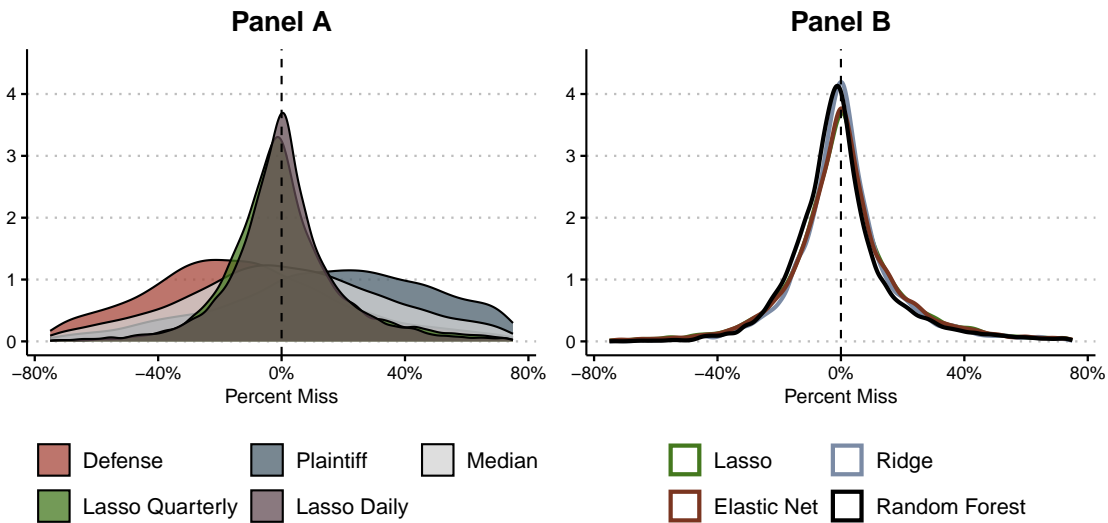 Panel A
4
3
2
1
0
−80%
−40%
0%
40%
80%
Percent Miss
Defense
Plaintiff
Median
Lasso Quarterly
Lasso Daily
Panel B
4
3
2
1
0
−80%
−40%
0%
40%
80%
Percent Miss
Lasso
Ridge
Elastic Net
Random Forest